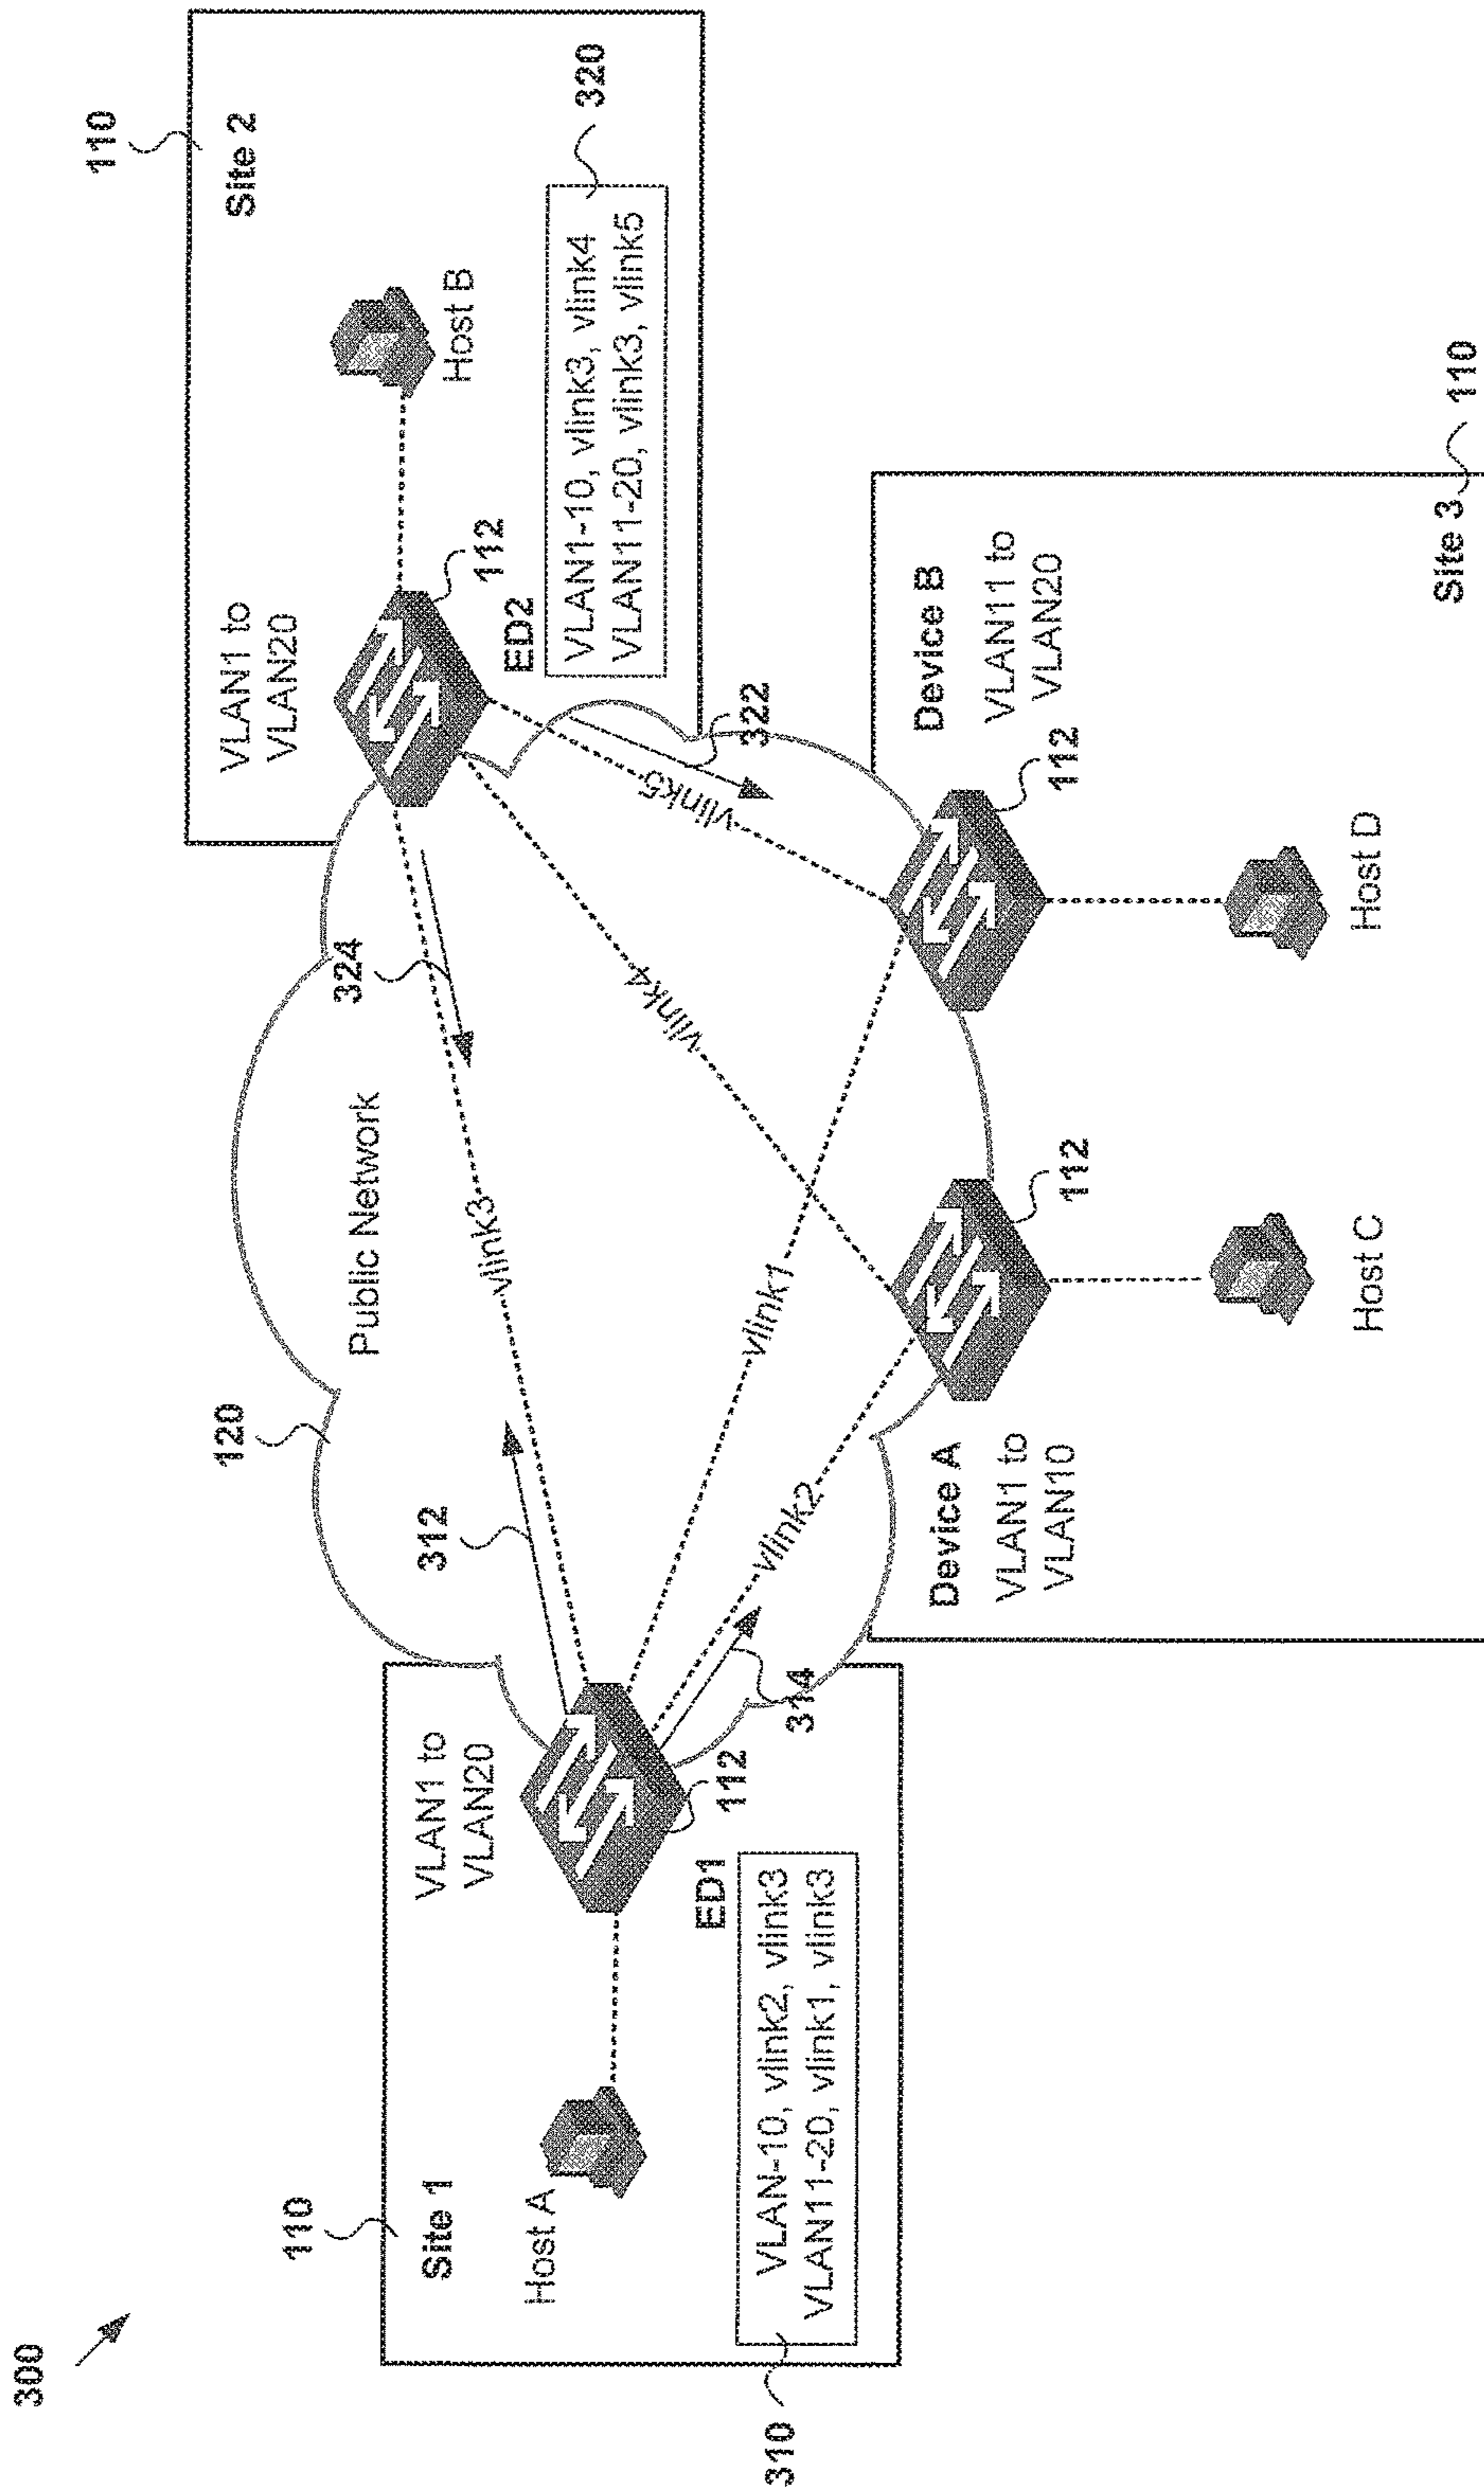 300
110
Site 1
Host A
VLAN1 to
VLAN20
112
ED1
310
VLAN-10, vlink2, vlink3
VLAN11-20, vlink1, vlink3
120
Public Network
312
314
324
322
vlink3
vlink1
vlink2
vlink4
vlink5
110
Site 2
VLAN1 to
VLAN20
112
ED2
Host B
320
VLAN1-10, vlink3, vlink4
VLAN11-20, vlink3, vlink5
Device A
VLAN1 to
VLAN10
112
Host C
Device B
VLAN11 to
VLAN20
112
Host D
Site 3
110